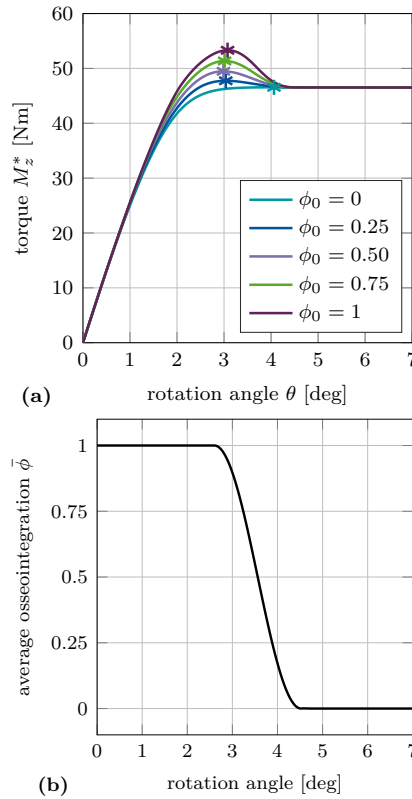 60
50
40
30
20
10
0
torque M*z [Nm]
ϕ0 = 0
ϕ0 = 0.25
ϕ0 = 0.50
ϕ0 = 0.75
ϕ0 = 1
0 1 2 3 4 5 6 7
(a) rotation angle θ [deg]
1
0.75
0.5
0.25
0
average osseointegration ϕ̄
0 1 2 3 4 5 6 7
(b) rotation angle [deg]